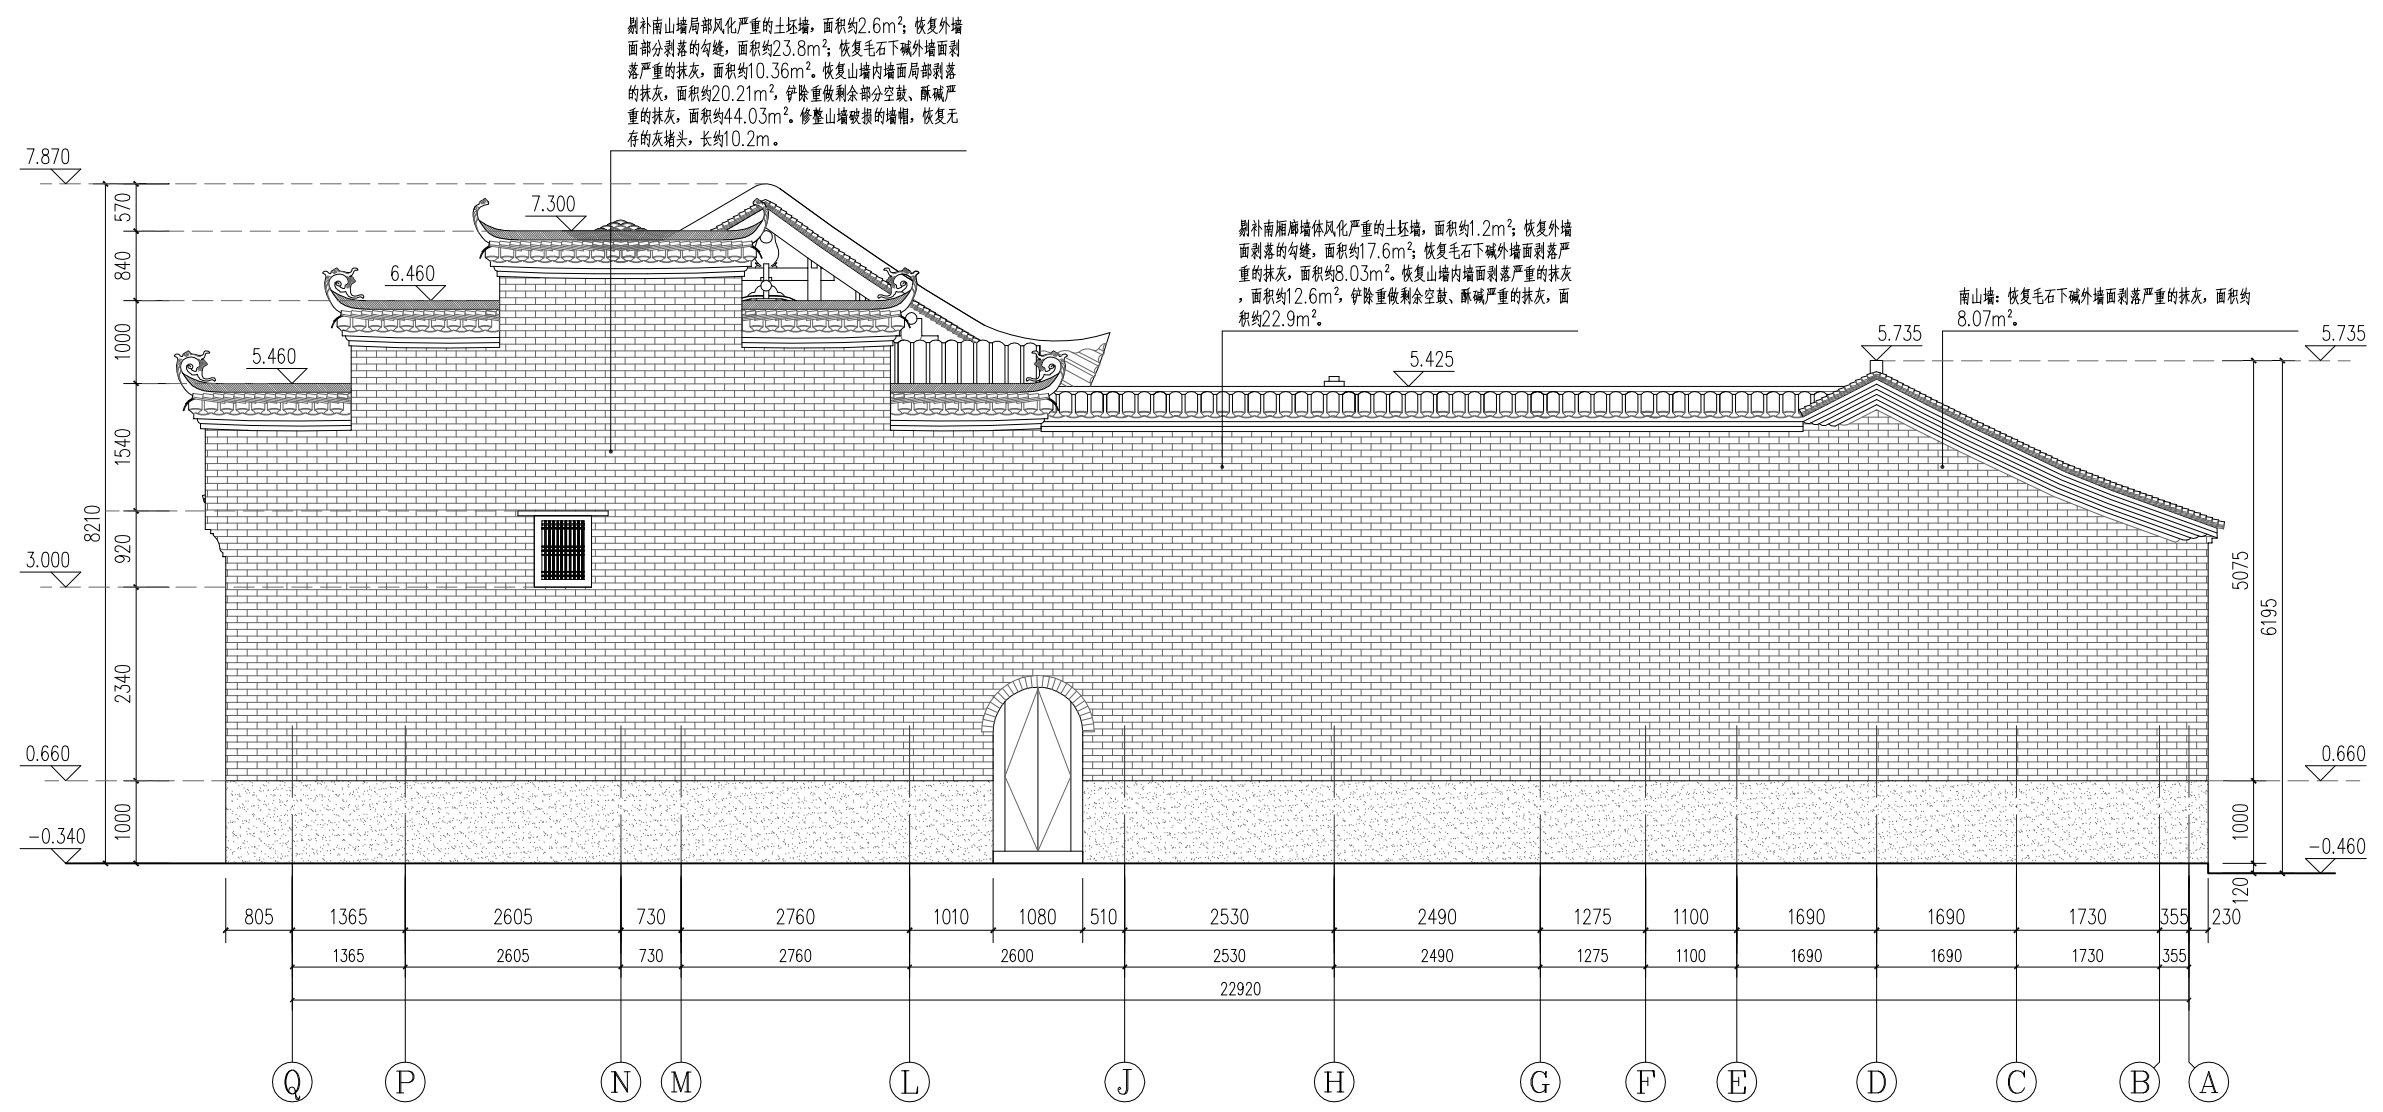 剔补南山墙局部风化严重的土坯墙，面积约2.6m²；恢复外墙
面部分剥落的勾缝，面积约23.8m²；恢复毛石下碱外墙面剥
落严重的抹灰，面积约10.36m²。恢复山墙内墙面局部剥落
的抹灰，面积约20.21m²，铲除重做剩余部分空鼓、酥碱严
重的抹灰，面积约44.03m²。修整山墙破损的墙帽，恢复无
存的灰堵头，长约10.2m。
剔补南厢廊墙体风化严重的土坯墙，面积约1.2m²；恢复外墙
面剥落的勾缝，面积约17.6m²；恢复毛石下碱外墙面剥落严
重的抹灰，面积约8.03m²。恢复山墙内墙面剥落严重的抹灰
，面积约12.6m²，铲除重做剩余空鼓、酥碱严重的抹灰，面
积约22.9m²。
南山墙：恢复毛石下碱外墙面剥落严重的抹灰，面积约
8.07m²。
7.870
7.300
6.460
5.460
5.425
5.735
5.735
3.000
0.660
0.660
-0.340
-0.460
570
840
1000
1540
920
2340
1000
8210
5075
1000
120
6195
805 1365 2605 730 2760 1010 1080 510 2530 2490 1275 1100 1690 1690 1730 355 230
1365 2605 730 2760 2600 2530 2490 1275 1100 1690 1690 1730 355
22920
Q P N M L J H G F E D C B A